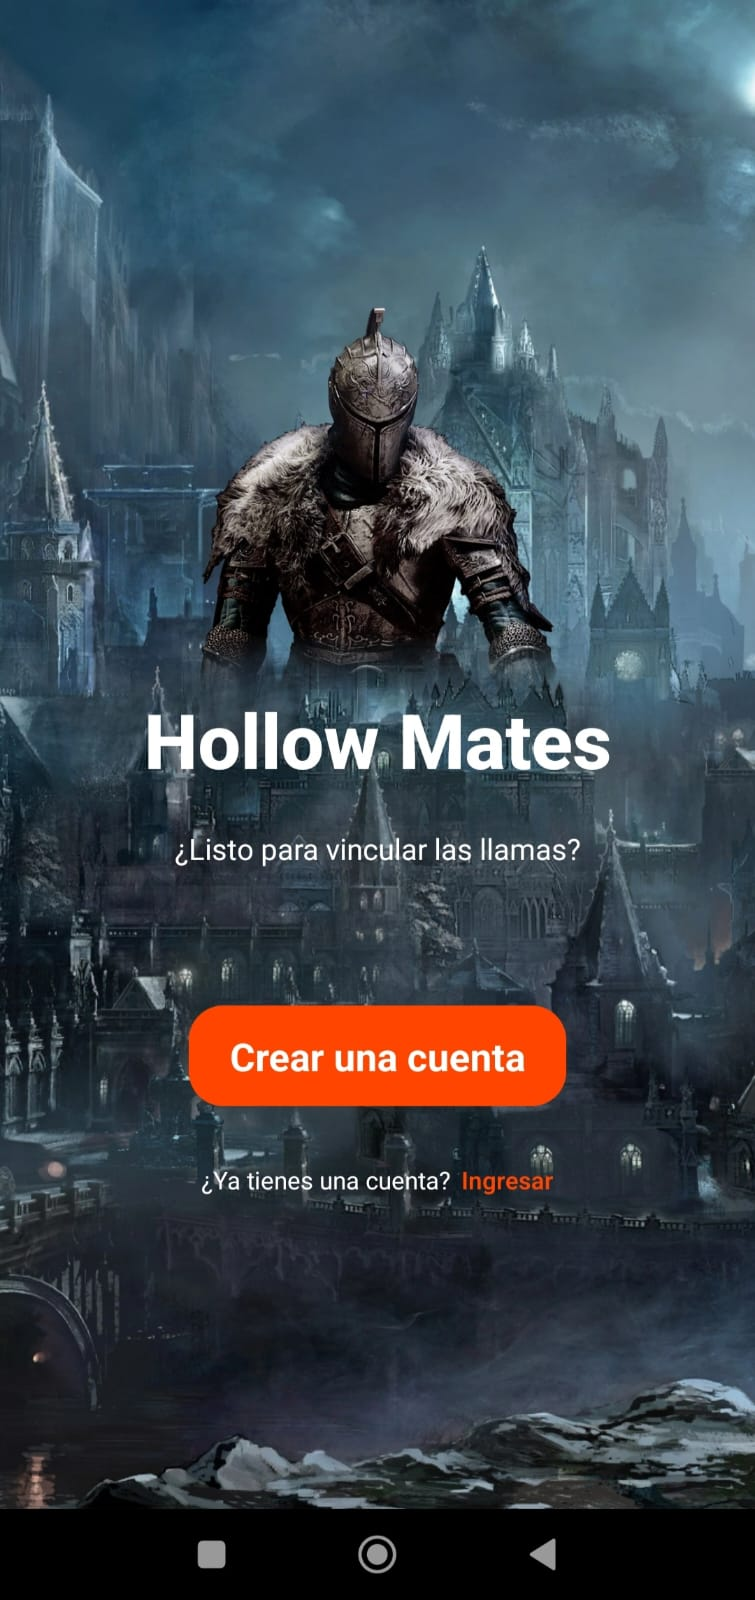 Hollow Mates
¿Listo para vincular las llamas?
Crear una cuenta
¿Ya tienes una cuenta? Ingresar